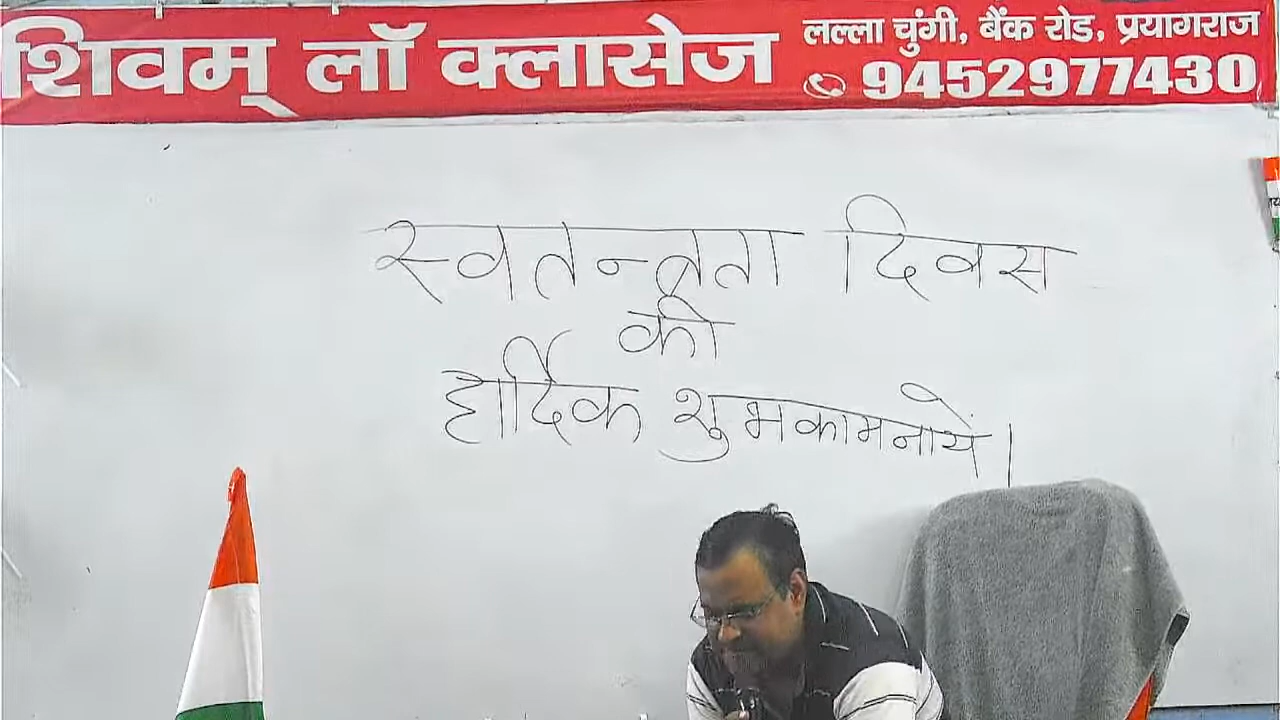 शिवम् लॉ क्लासेज
लल्ला चुंगी, बैंक रोड, प्रयागराज
9452977430
स्वतन्त्रता दिवस
की
हार्दिक शुभकामनायें।